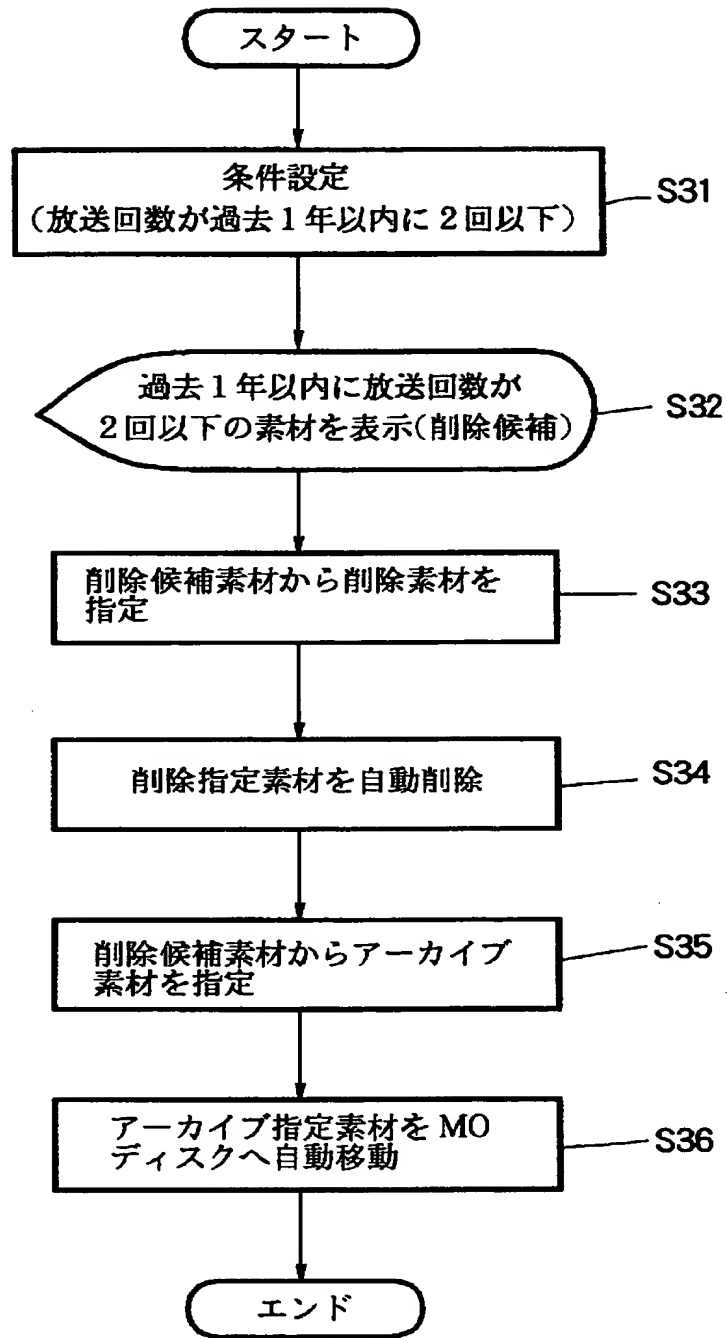 スタート
条件設定
（放送回数が過去1年以内に2回以下）
S31
過去1年以内に放送回数が
2回以下の素材を表示(削除候補)
S32
削除候補素材から削除素材を
指定
S33
削除指定素材を自動削除
S34
削除候補素材からアーカイブ
素材を指定
S35
アーカイブ指定素材をMO
ディスクへ自動移動
S36
エンド